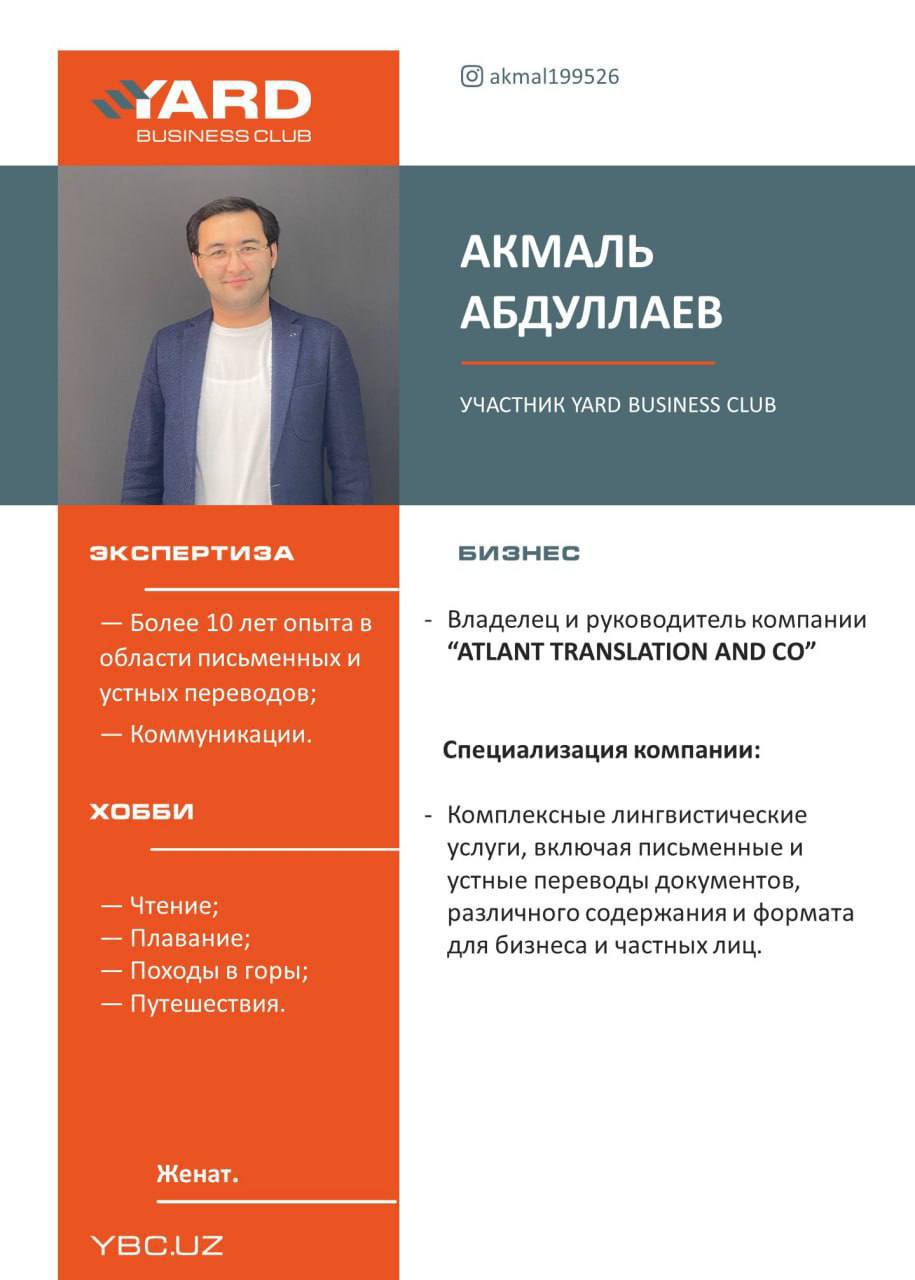 YARD
BUSINESS CLUB
akmal199526
АКМАЛЬ
АБДУЛЛАЕВ
УЧАСТНИК YARD BUSINESS CLUB
ЭКСПЕРТИЗА
— Более 10 лет опыта в
области письменных и
устных переводов;
— Коммуникации.
ХОББИ
— Чтение;
— Плавание;
— Походы в горы;
— Путешествия.
Женат.
YBC.UZ
БИЗНЕС
- Владелец и руководитель компании
“ATLANT TRANSLATION AND CO”
Специализация компании:
- Комплексные лингвистические
услуги, включая письменные и
устные переводы документов,
различного содержания и формата
для бизнеса и частных лиц.